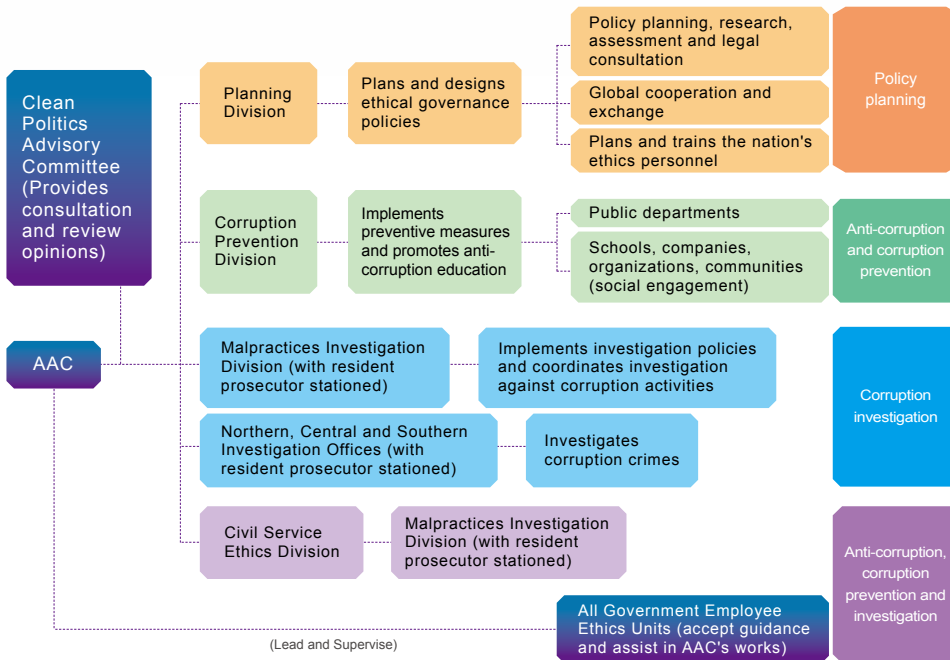 Clean
Politics
Advisory
Committee
(Provides
consultation
and review
opinions)
AAC
Planning
Division
Plans and designs
ethical governance
policies
Policy planning, research,
assessment and legal
consultation
Global cooperation and
exchange
Plans and trains the nation's
ethics personnel
Policy
planning
Corruption
Prevention
Division
Implements
preventive measures
and promotes anti-
corruption education
Public departments
Schools, companies,
organizations, communities
(social engagement)
Anti-corruption
and corruption
prevention
Malpractices Investigation
Division (with resident
prosecutor stationed)
Implements investigation policies
and coordinates investigation
against corruption activities
Northern, Central and Southern
Investigation Offices (with
resident prosecutor stationed)
Investigates
corruption crimes
Corruption
investigation
Civil Service
Ethics Division
Malpractices Investigation
Division (with resident
prosecutor stationed)
Anti-corruption,
corruption
prevention and
investigation
All Government Employee
Ethics Units (accept guidance
and assist in AAC's works)
(Lead and Supervise)